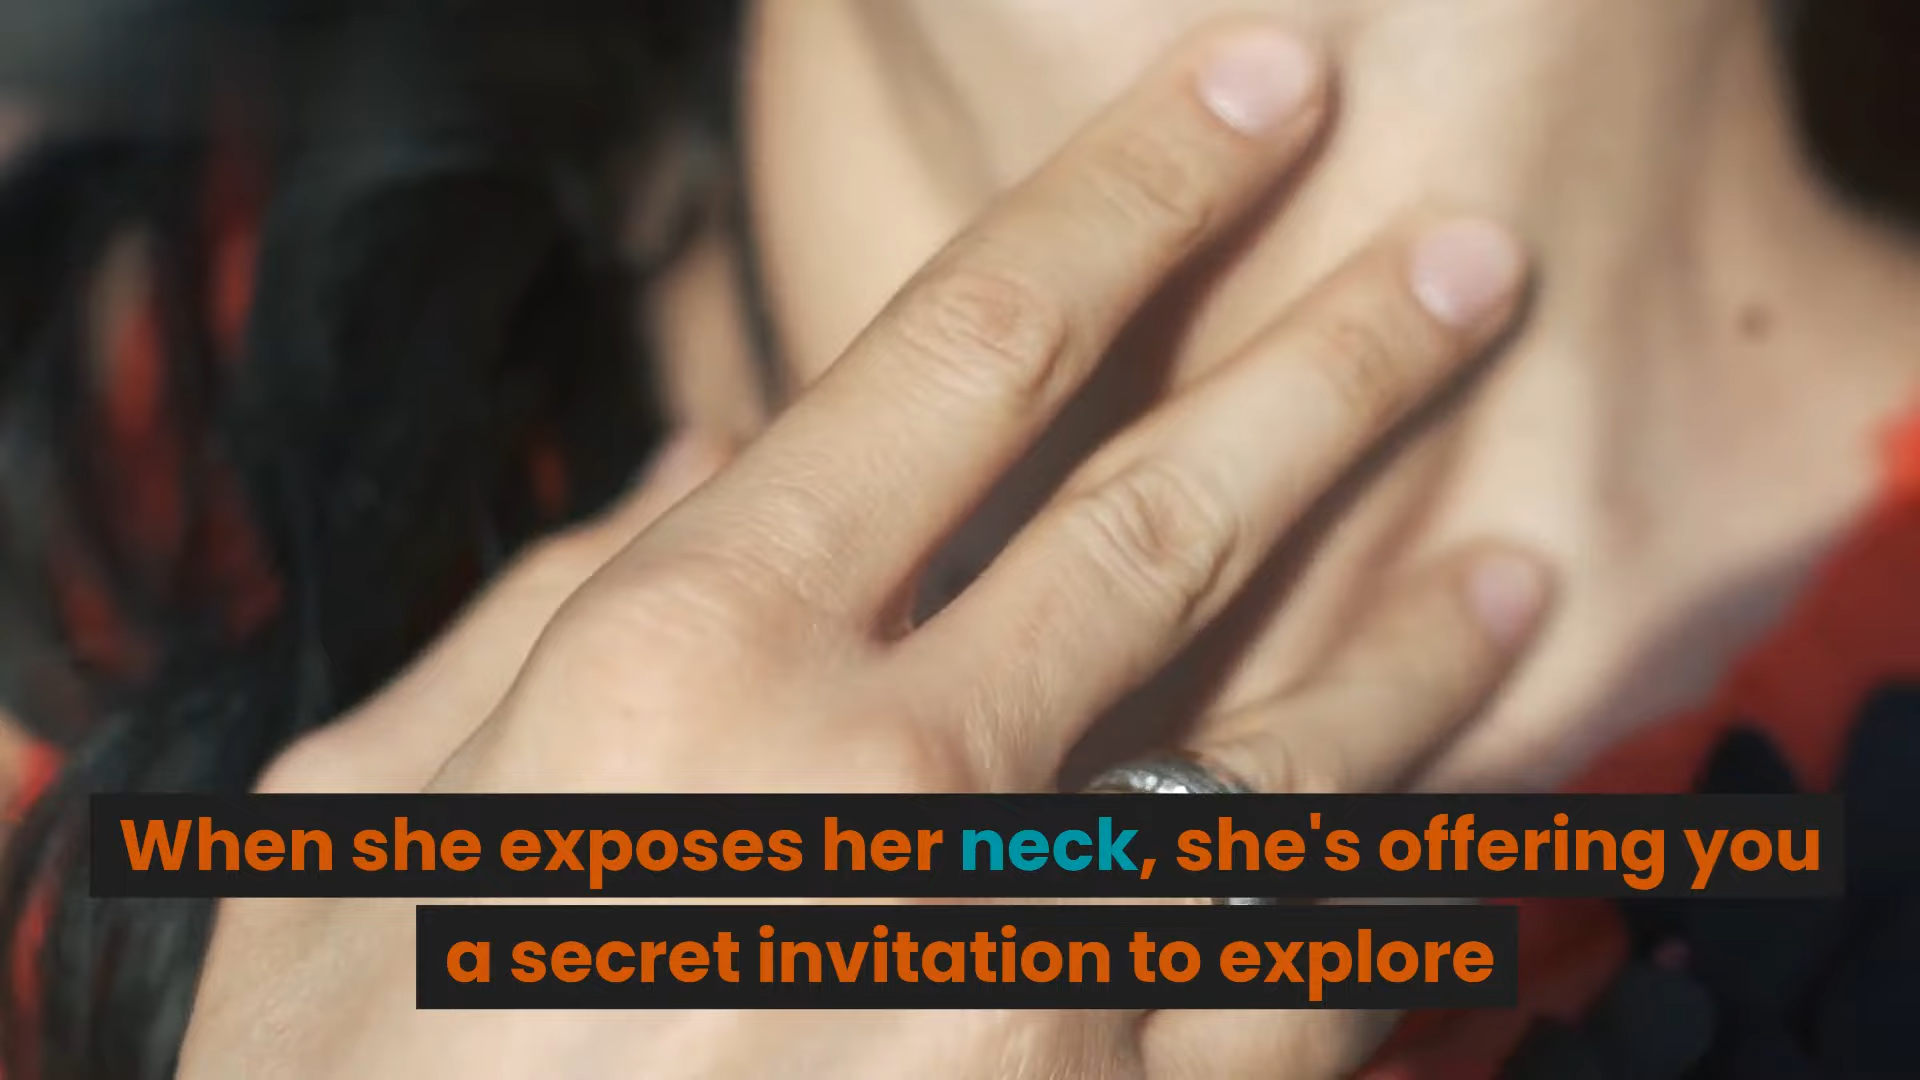 When she exposes her neck, she's offering you
a secret invitation to explore